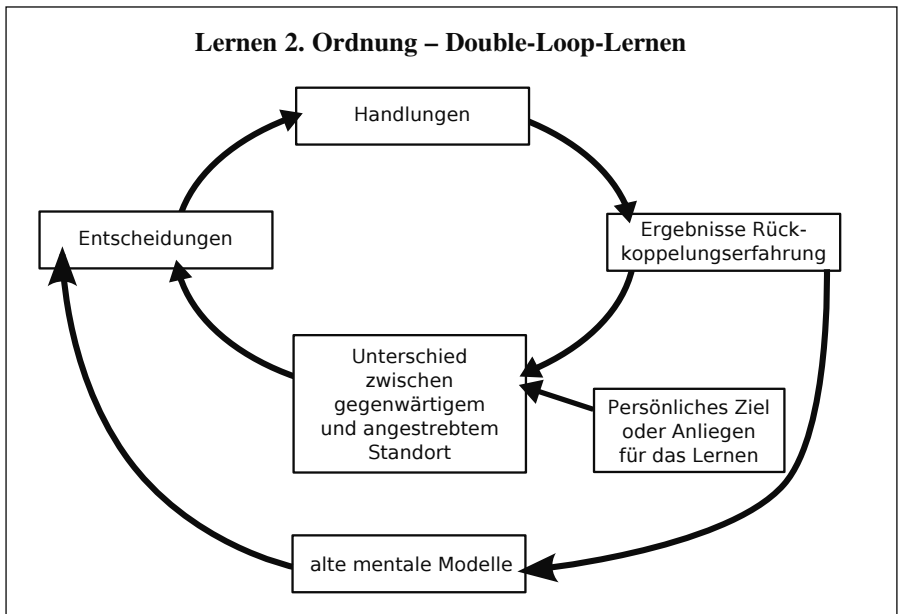 Lernen 2. Ordnung – Double-Loop-Lernen
Handlungen
Entscheidungen
Ergebnisse Rück-
koppelungserfahrung
Unterschied
zwischen
gegenwärtigem
und angestrebtem
Standort
Persönliches Ziel
oder Anliegen
für das Lernen
alte mentale Modelle